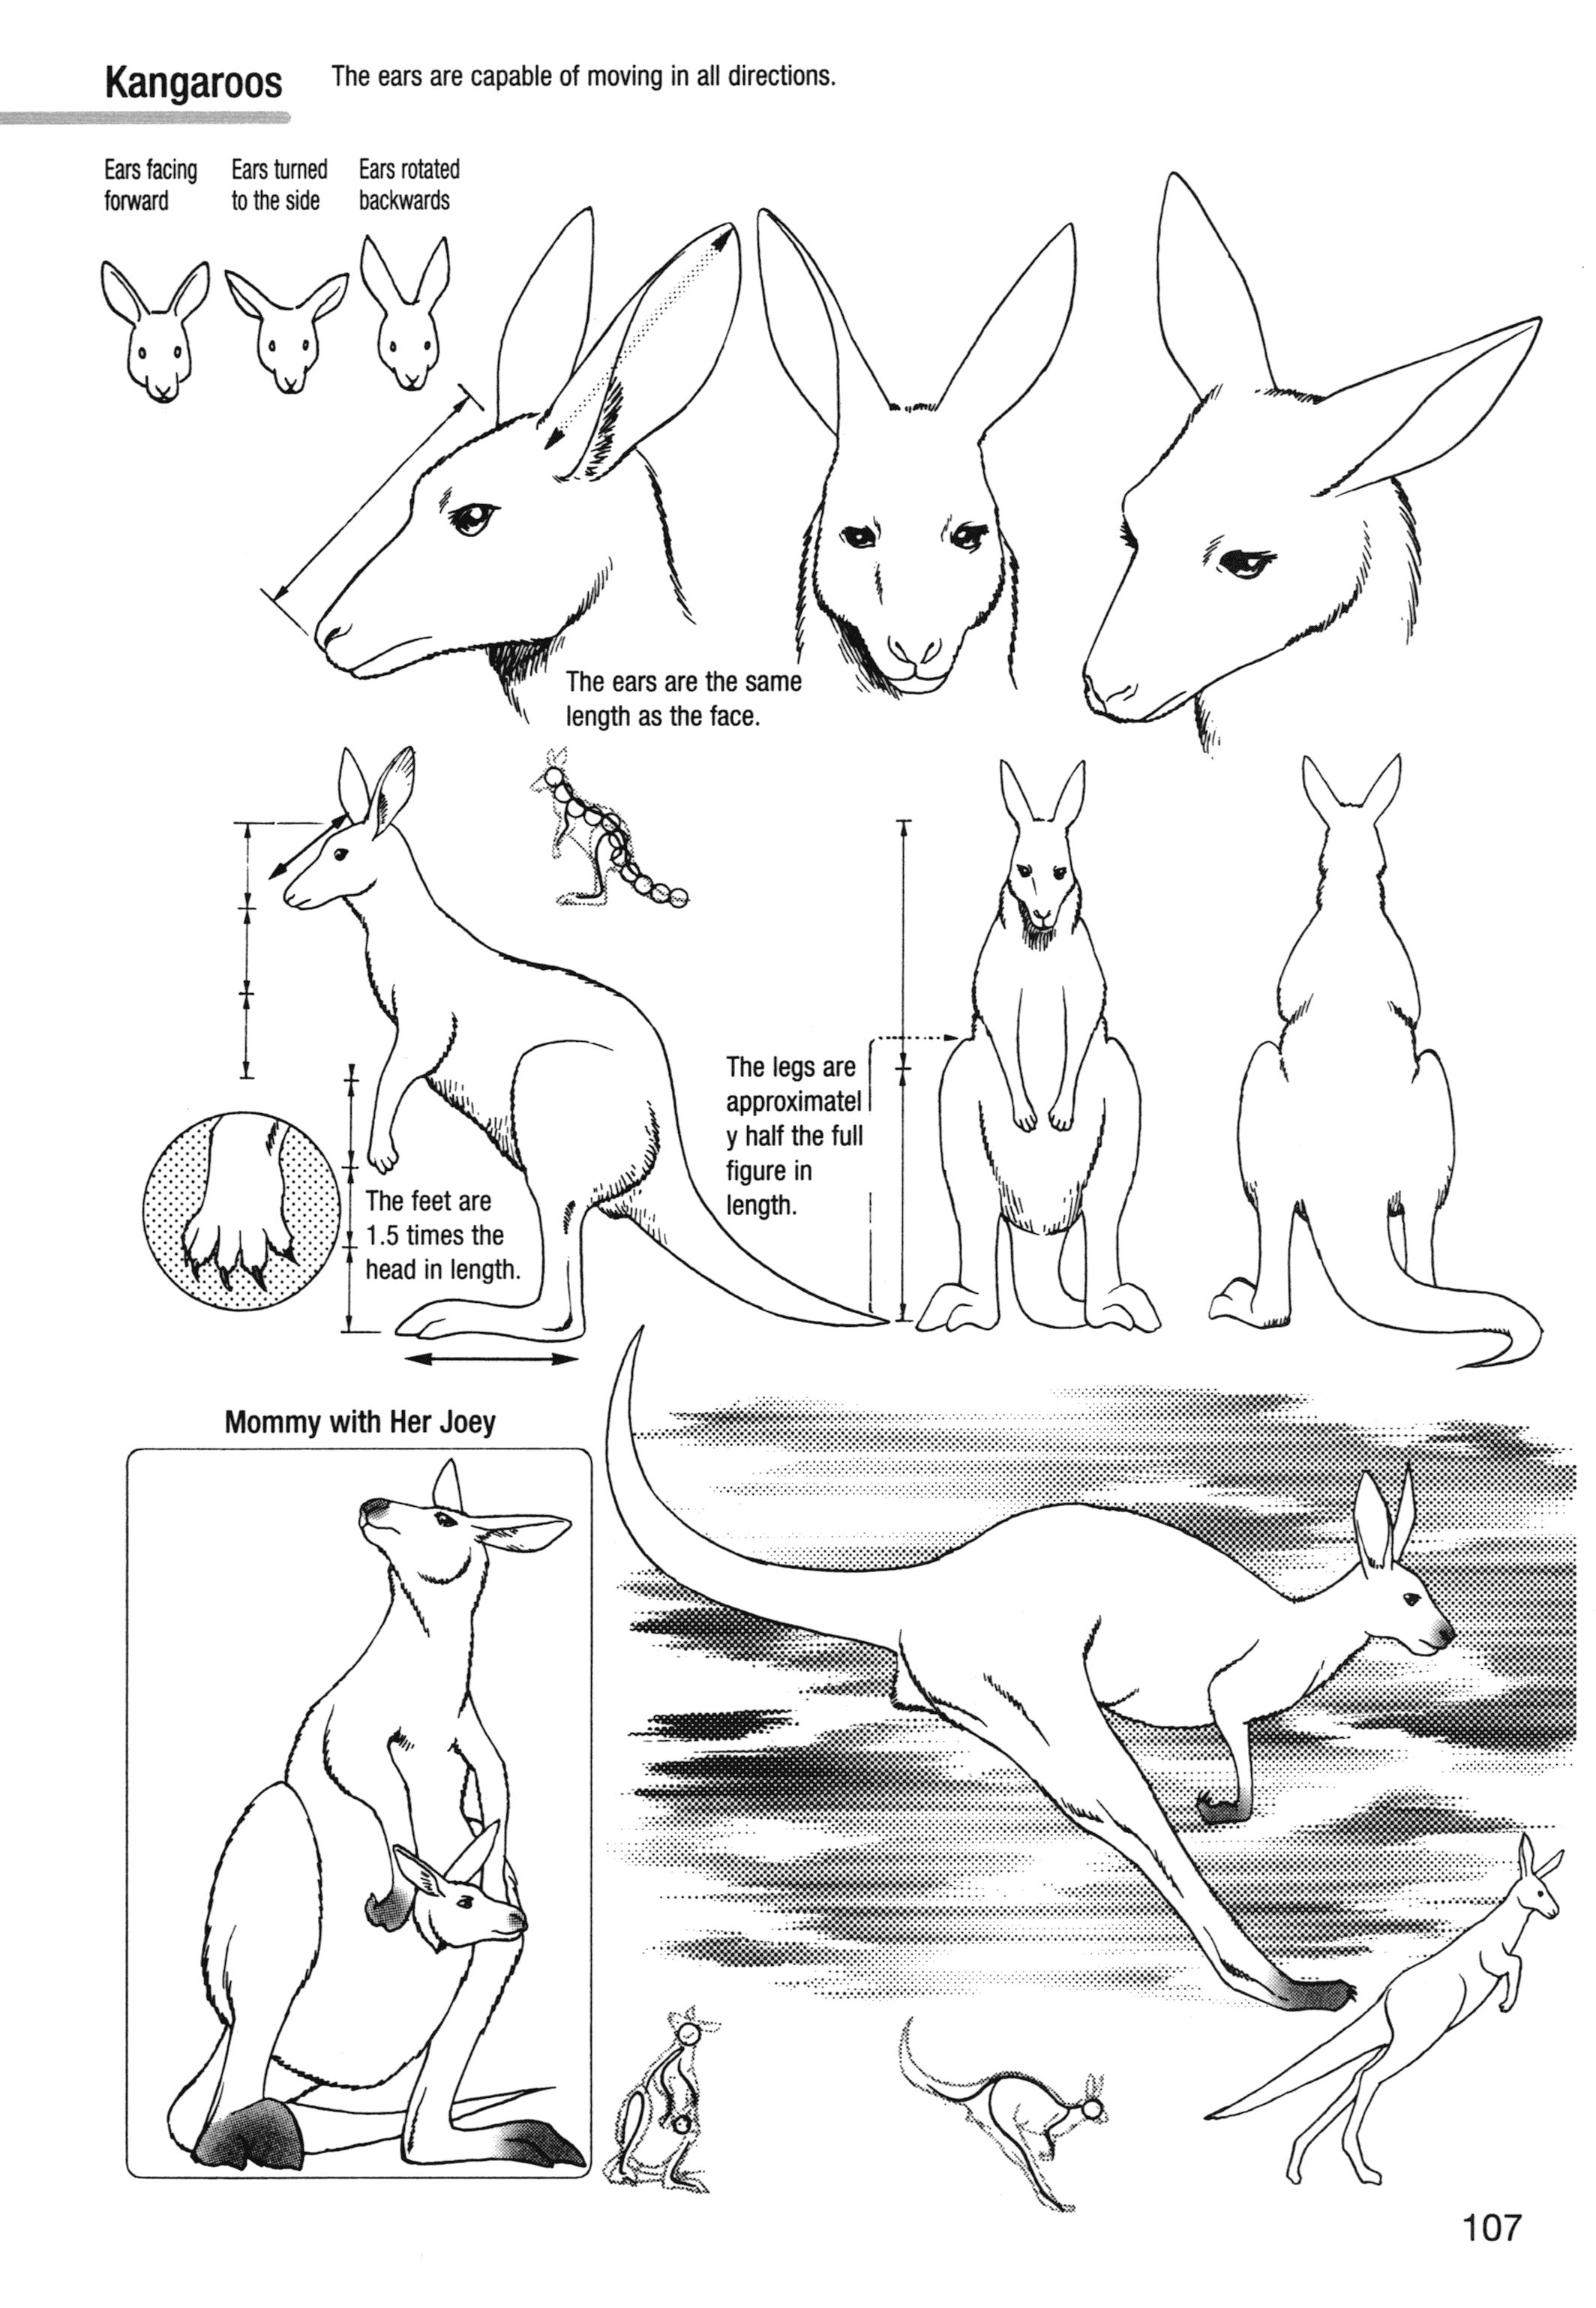 Kangaroos
The ears are capable of moving in all directions.
Ears facing
forward
Ears turned
to the side
Ears rotated
backwards
The ears are the same
length as the face.
The legs are
approximatel
y half the full
figure in
length.
The feet are
1.5 times the
head in length.
Mommy with Her Joey
107